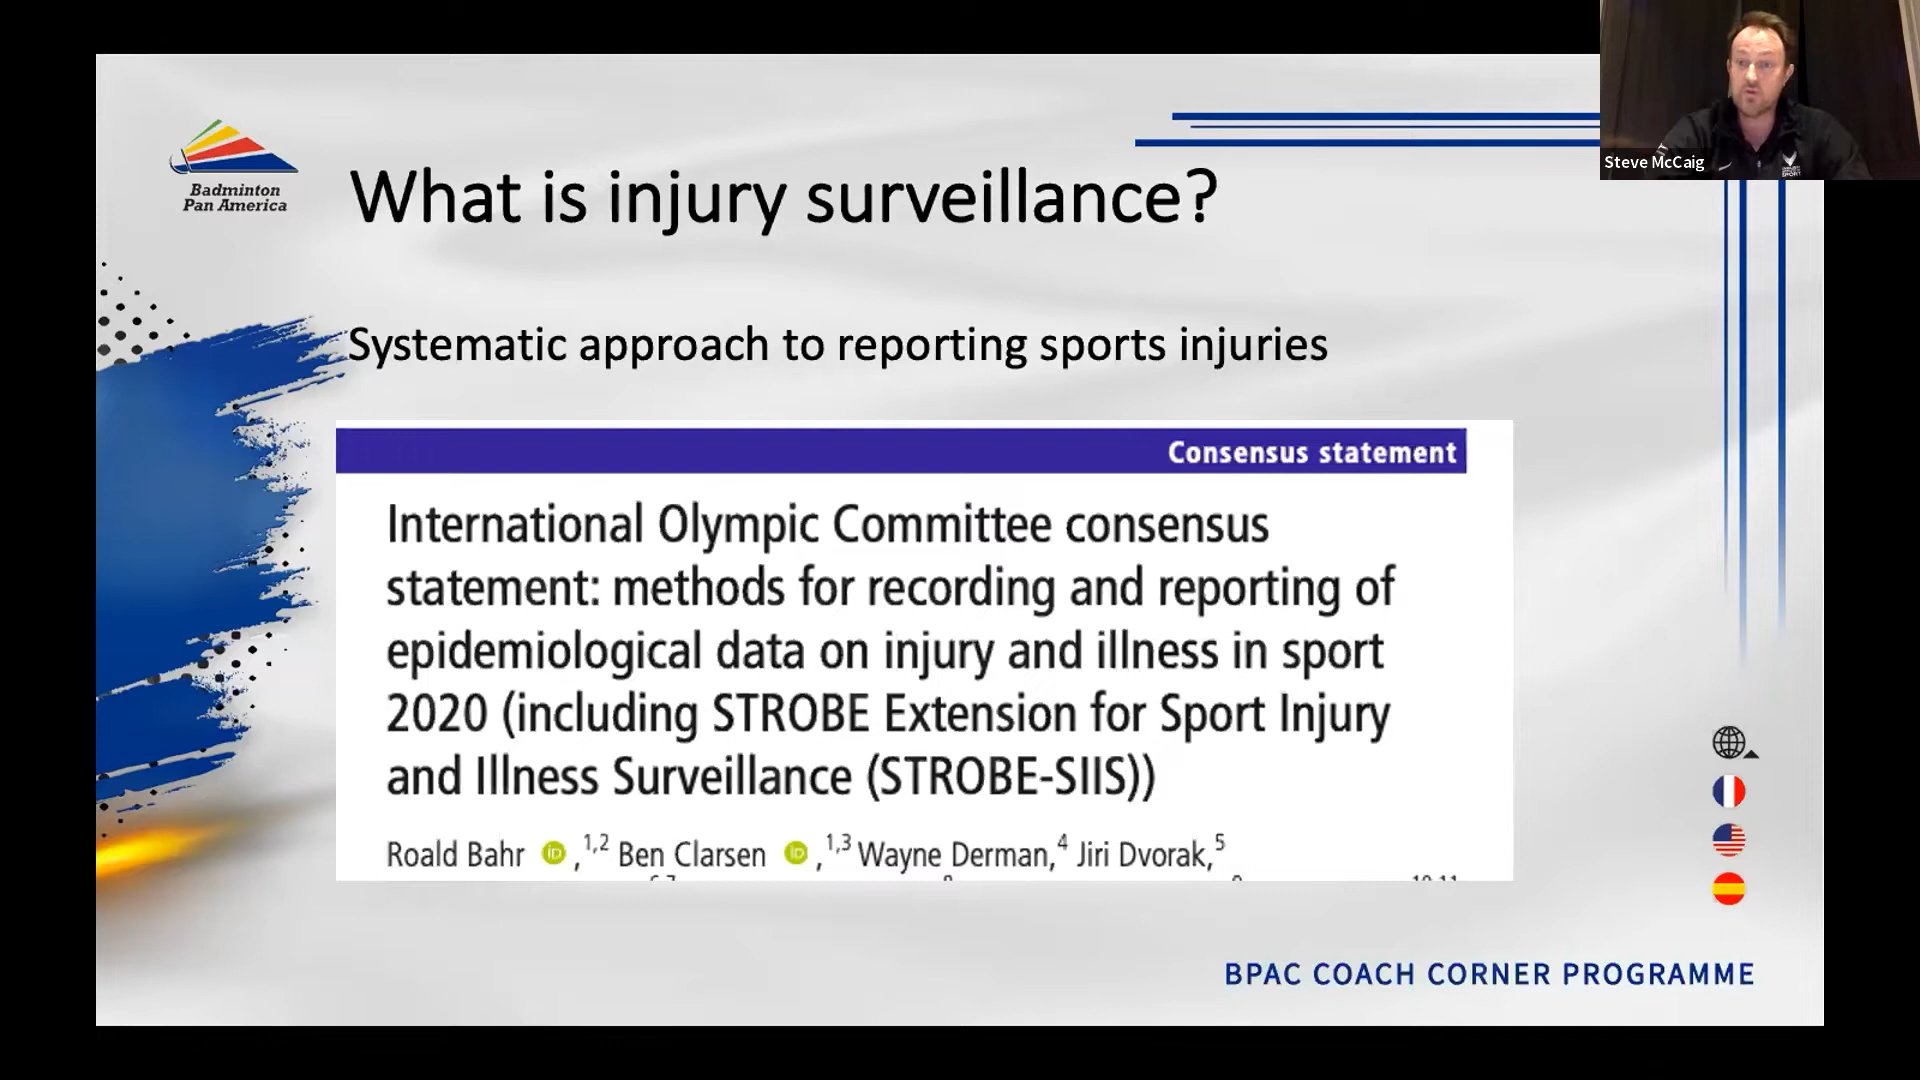 Steve McCaig
Badminton
Pan America
What is injury surveillance?
Systematic approach to reporting sports injuries
Consensus statement
International Olympic Committee consensus
statement: methods for recording and reporting of
epidemiological data on injury and illness in sport
2020 (including STROBE Extension for Sport Injury
and Illness Surveillance (STROBE-SIIS))
Roald Bahr iD ,1,2 Ben Clarsen iD ,1,3 Wayne Derman,4 Jiri Dvorak,5
BPAC COACH CORNER PROGRAMME